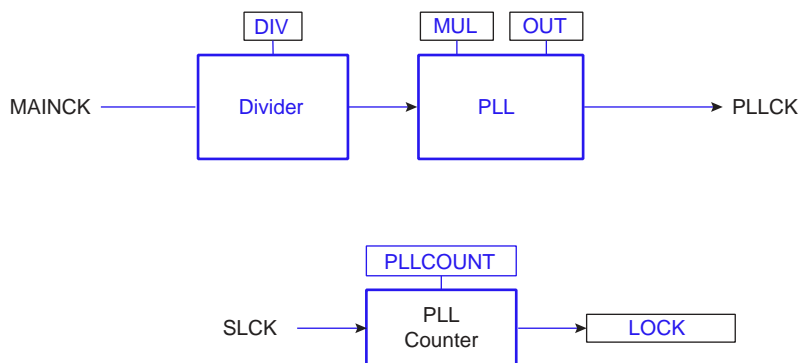 DIV
MUL
OUT
MAINCK
Divider
PLL
PLLCK
PLLCOUNT
SLCK
PLL
Counter
LOCK